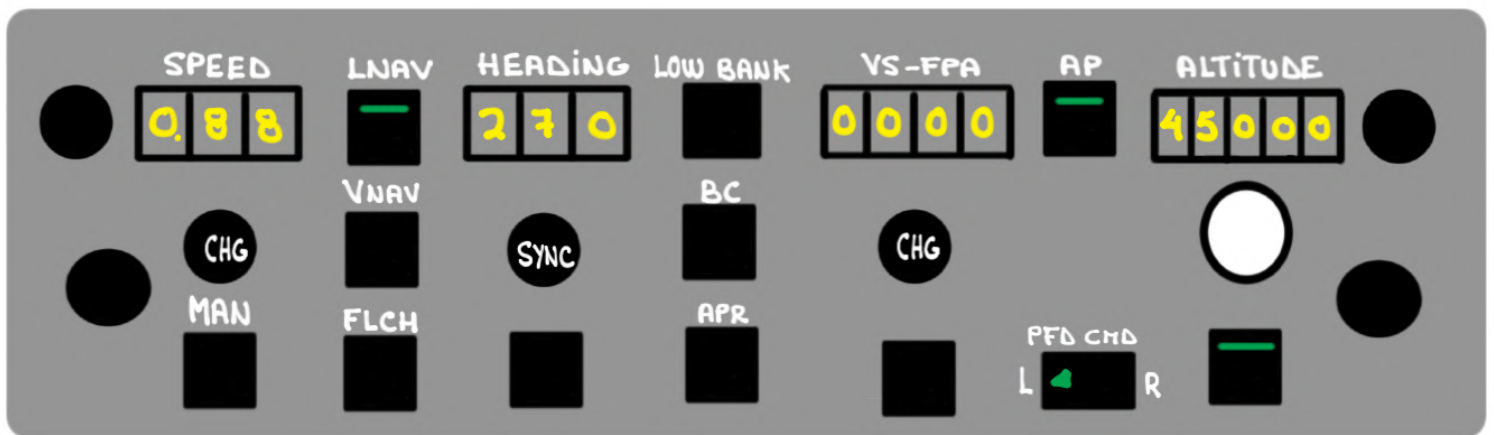 SPEED LNAV HEADING LOW BANK VS-FPA AP ALTITUDE
0.88 270 0000 45000
VNAV BC
CHG SYNC CHG
MAN FLCH APR PFD CMD
L R